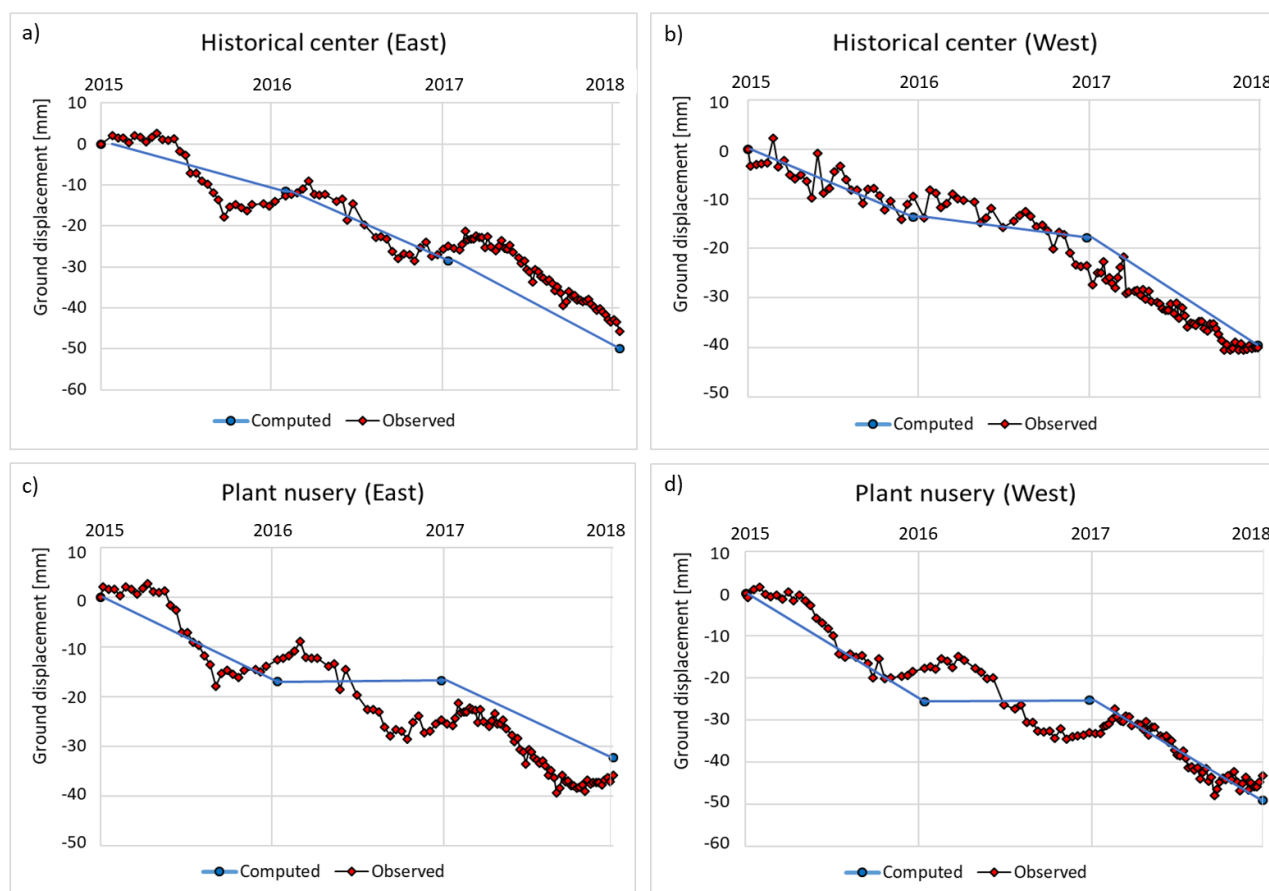 a)
Historical center (East)
2015 2016 2017 2018
Ground displacement [mm]
10
0
-10
-20
-30
-40
-50
-60
Computed Observed
b)
Historical center (West)
2015 2016 2017 2018
Ground displacement [mm]
10
0
-10
-20
-30
-40
-50
Computed Observed
c)
Plant nusery (East)
2015 2016 2017 2018
Ground displacement [mm]
10
0
-10
-20
-30
-40
-50
Computed Observed
d)
Plant nusery (West)
2015 2016 2017 2018
Ground displacement [mm]
10
0
-10
-20
-30
-40
-50
-60
Computed Observed